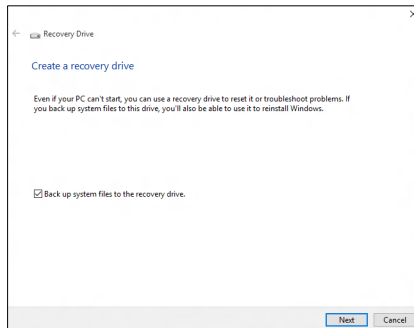 Recovery Drive
Create a recovery drive
Even if your PC can't start, you can use a recovery drive to reset it or troubleshoot problems. If
you back up system files to this drive, you'll also be able to use it to reinstall Windows.
Back up system files to the recovery drive.
Next Cancel